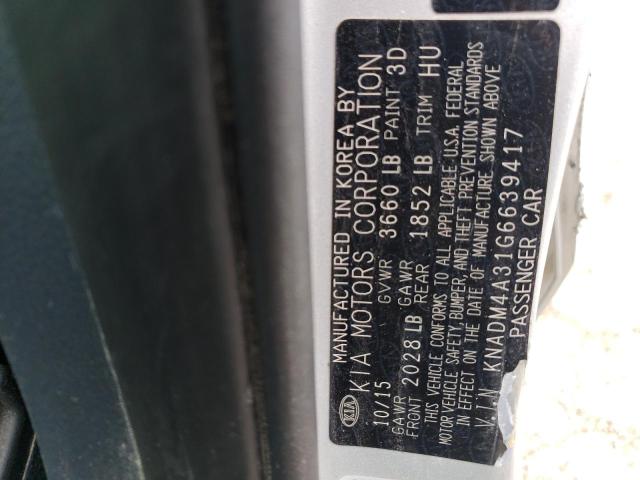 MANUFACTURED IN KOREA BY
KIA KIA MOTORS CORPORATION
10/15 GVWR 3660 LB PAINT 3D
GAWR FRONT 2028 LB GAWR REAR 1852 LB TRIM HU
THIS VEHICLE CONFORMS TO ALL APPLICABLE U.S.A. FEDERAL
MOTOR VEHICLE SAFETY, BUMPER, AND THEFT PREVENTION STANDARDS
IN EFFECT ON THE DATE OF MANUFACTURE SHOWN ABOVE
V.I.N. KNADM4A31G6639417
PASSENGER CAR